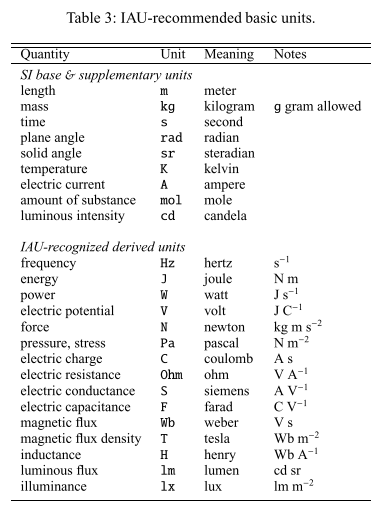 Table 3: IAU-recommended basic units.
Quantity Unit Meaning Notes
SI base & supplementary units
length m meter
mass kg kilogram g gram allowed
time s second
plane angle rad radian
solid angle sr steradian
temperature K kelvin
electric current A ampere
amount of substance mol mole
luminous intensity cd candela
IAU-recognized derived units
frequency Hz hertz s⁻¹
energy J joule N m
power W watt J s⁻¹
electric potential V volt J C⁻¹
force N newton kg m s⁻²
pressure, stress Pa pascal N m⁻²
electric charge C coulomb A s
electric resistance Ohm ohm V A⁻¹
electric conductance S siemens A V⁻¹
electric capacitance F farad C V⁻¹
magnetic flux Wb weber V s
magnetic flux density T tesla Wb m⁻²
inductance H henry Wb A⁻¹
luminous flux lm lumen cd sr
illuminance lx lux lm m⁻²